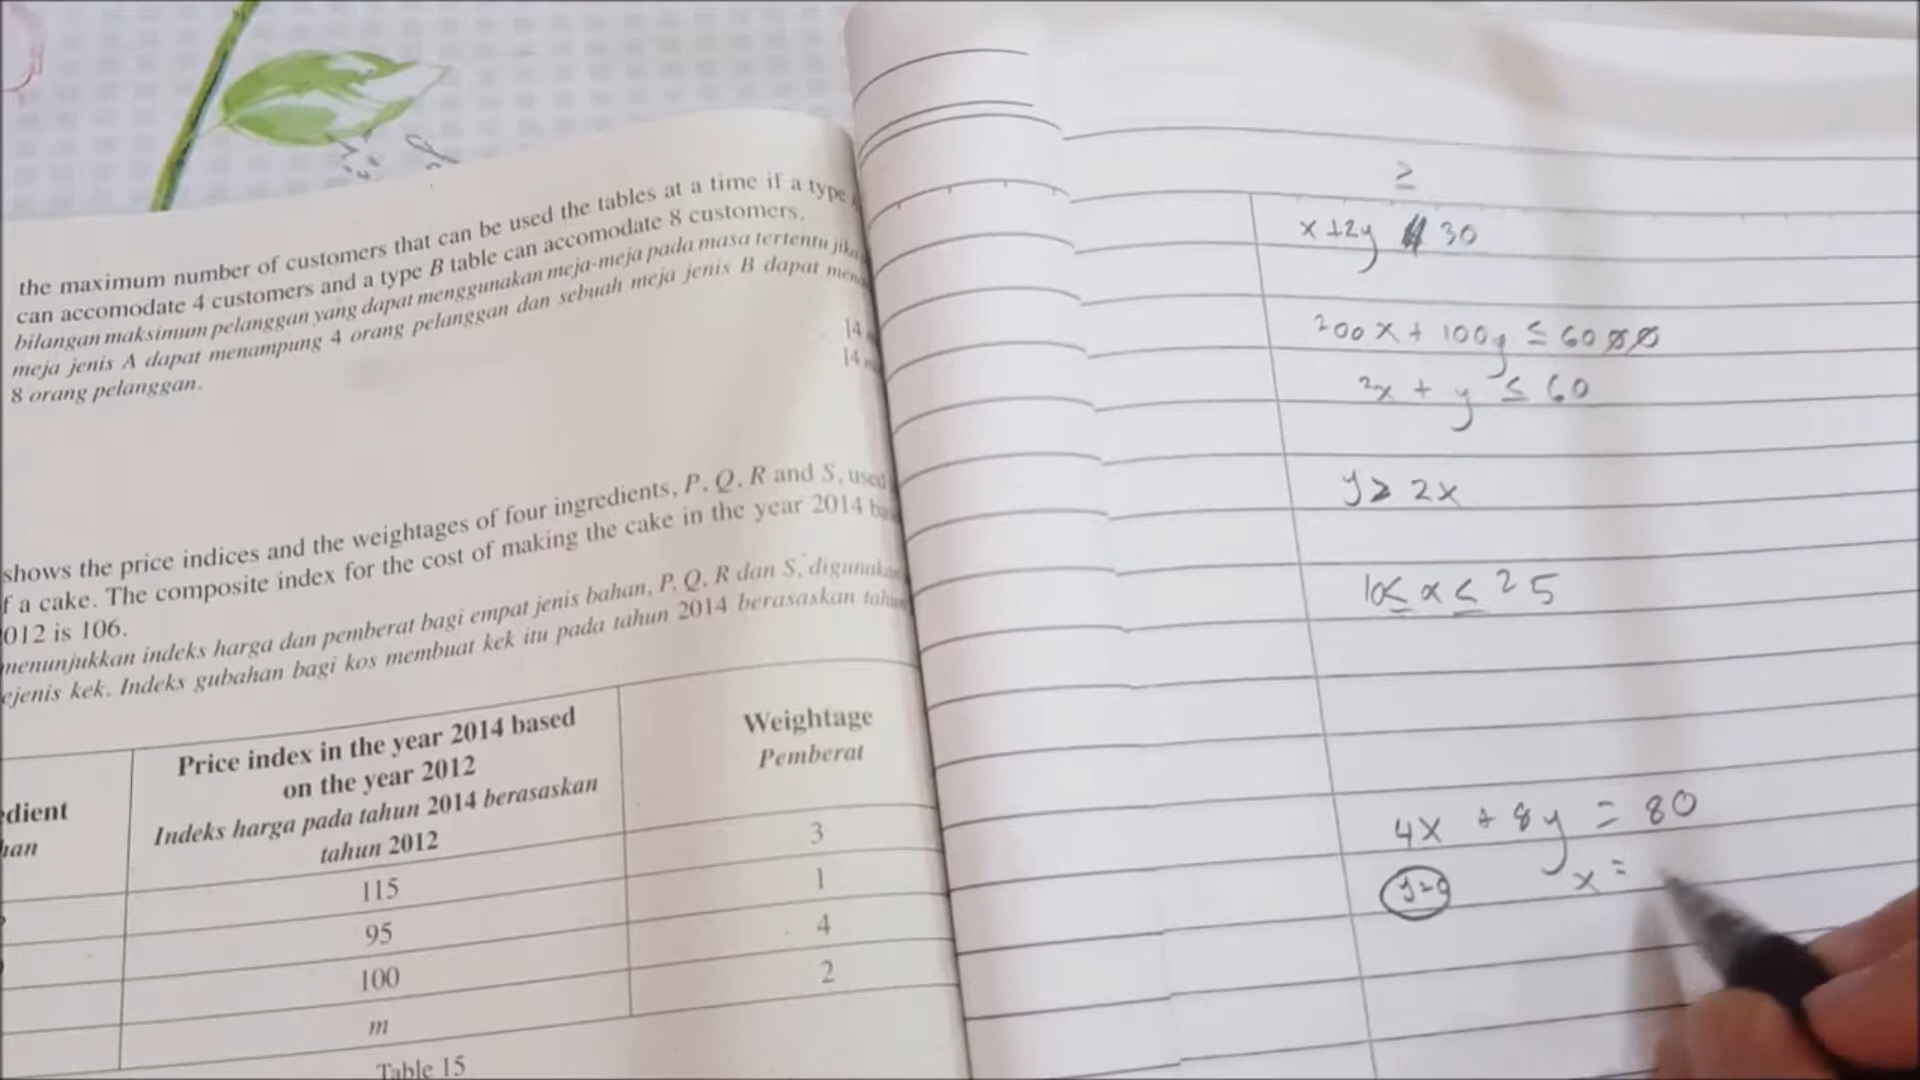 the maximum number of customers that can be used the tables at a time if a type
can accomodate 4 customers and a type B table can accomodate 8 customers.
bilangan maksimum pelanggan yang dapat menggunakan meja-meja pada masa tertentu jika
meja jenis A dapat menampung 4 orang pelanggan dan sebuah meja jenis B dapat
8 orang pelanggan.
[4
[4
shows the price indices and the weightages of four ingredients, P, Q, R and S, used
f a cake. The composite index for the cost of making the cake in the year 2014
012 is 106.
menunjukkan indeks harga dan pemberat bagi empat jenis bahan, P, Q, R dan S, digunakan
ejenis kek. Indeks gubahan bagi kos membuat kek itu pada tahun 2014 berasaskan
Price index in the year 2014 based
on the year 2012
Indeks harga pada tahun 2014 berasaskan
tahun 2012
Weightage
Pemberat
115 3
95 1
100 4
m 2
Table 15
≥
x + 2y 30
200x + 100y ≤ 6000
2x + y ≤ 60
y ≥ 2x
10 ≤ x ≤ 25
4x + 8y = 80
y=0 x =